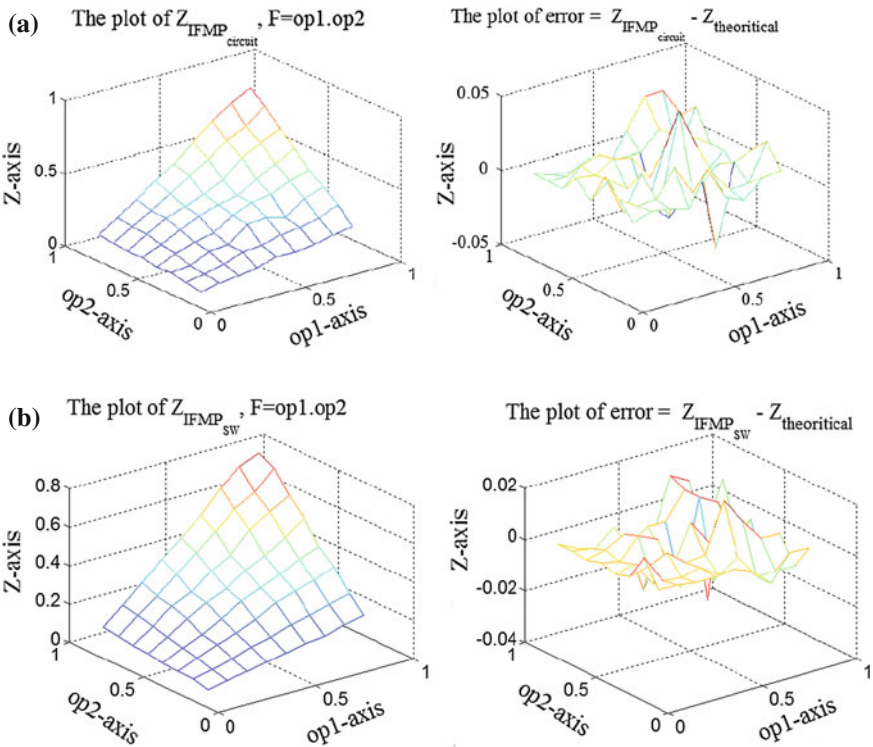 (a)
The plot of Z_IFMP_circuit , F=op1.op2
Z-axis
1
0.5
0
1
0.5
0
op2-axis
0
0.5
1
op1-axis
The plot of error = Z_IFMP_circuit - Z_theoritical
Z-axis
0.05
0
-0.05
1
0.5
0
op2-axis
0
0.5
1
op1-axis
(b)
The plot of Z_IFMP_SW , F=op1.op2
Z-axis
0.8
0.6
0.4
0.2
0
1
0.5
0
op2-axis
0
0.5
1
op1-axis
The plot of error = Z_IFMP_SW - Z_theoritical
Z-axis
0.02
0
-0.02
-0.04
1
0.5
0
op2-axis
0
0.5
1
op1-axis